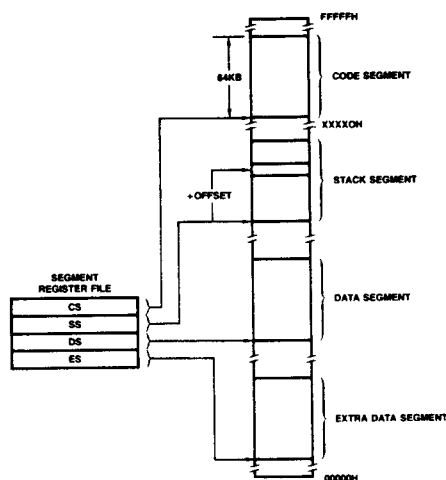 FFFFFH
64KB
CODE SEGMENT
XXXX0H
STACK SEGMENT
+OFFSET
SEGMENT
REGISTER FILE
CS
SS
DS
ES
DATA SEGMENT
EXTRA DATA SEGMENT
00000H